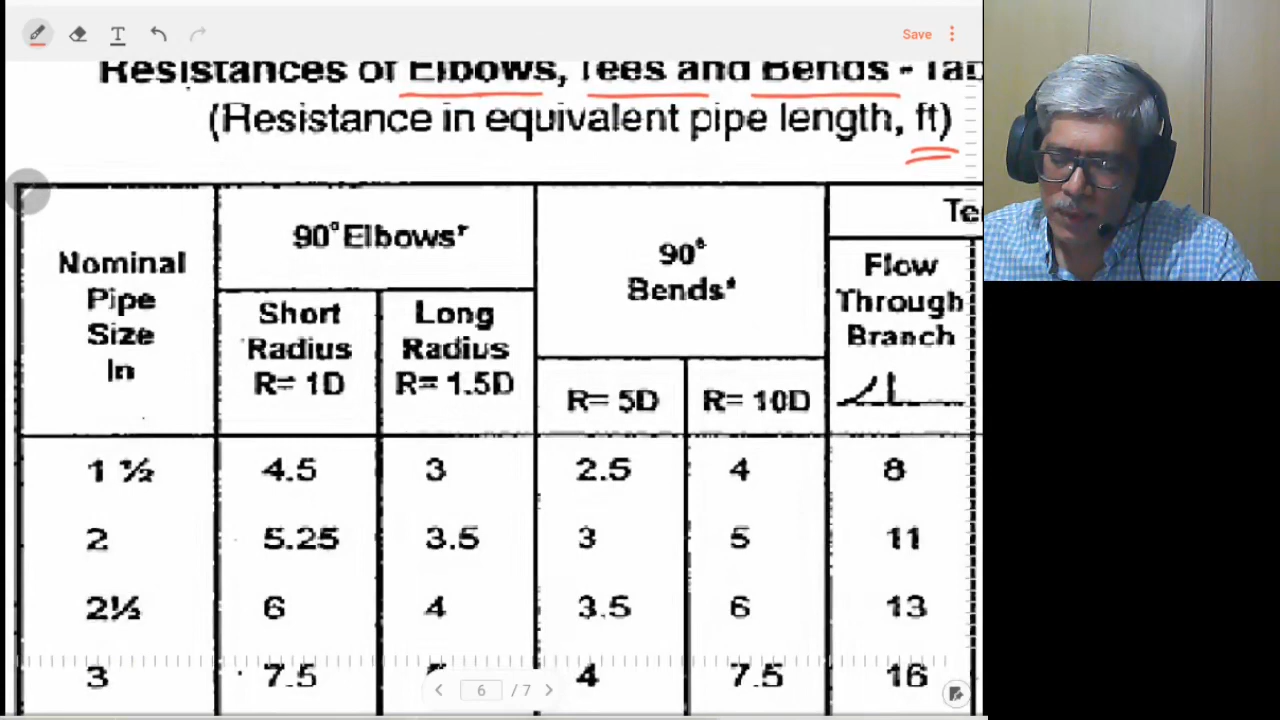 T
Save
Resistances of Elbows, Tees and Bends -
(Resistance in equivalent pipe length, ft)
Nominal
Pipe
Size
In
90° Elbows*
Short
Radius
R= 1D
Long
Radius
R= 1.5D
90°
Bends*
R= 5D
R= 10D
Flow
Through
Branch
1 ½ 4.5 3 2.5 4 8
2 5.25 3.5 3 5 11
2½ 6 4 3.5 6 13
3 7.5 4 7.5 16
6 / 7